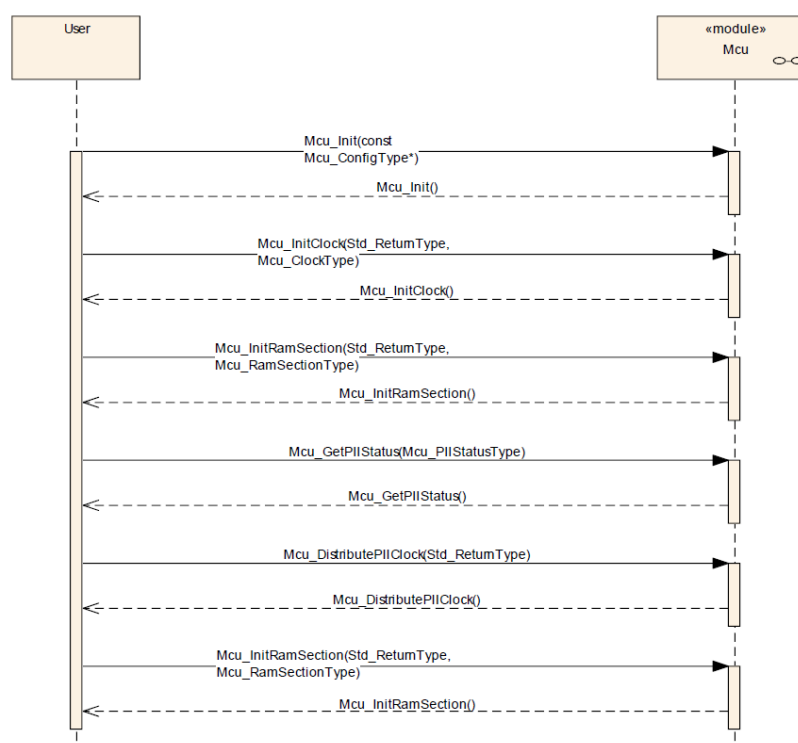 User
«module»
Mcu
Mcu_Init(const
Mcu_ConfigType*)
Mcu_Init()
Mcu_InitClock(Std_ReturnType,
Mcu_ClockType)
Mcu_InitClock()
Mcu_InitRamSection(Std_ReturnType,
Mcu_RamSectionType)
Mcu_InitRamSection()
Mcu_GetPllStatus(Mcu_PllStatusType)
Mcu_GetPllStatus()
Mcu_DistributePllClock(Std_ReturnType)
Mcu_DistributePllClock()
Mcu_InitRamSection(Std_ReturnType,
Mcu_RamSectionType)
Mcu_InitRamSection()